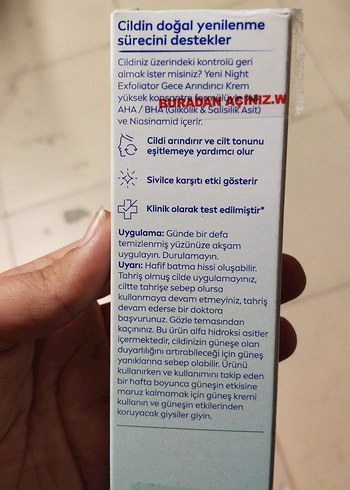 Cildin doğal yenilenme
sürecini destekler
Cildiniz üzerindeki kontrolü geri
almak ister misiniz? Yeni Night
Exfoliator Gece Arındırıcı Krem
yüksek
BURADAN AÇINIZ.W
AHA / BHA (Glikolik & Salisilik Asit)
ve Niasinamid içerir.
Cildi arındırır ve cilt tonunu
eşitlemeye yardımcı olur
Sivilce karşıtı etki gösterir
Klinik olarak test edilmiştir*
Uygulama: Günde bir defa
temizlenmiş yüzünüze akşam
uygulayın. Durulamayın.
Uyarı: Hafif batma hissi oluşabilir.
Tahriş olmuş cilde uygulamayınız,
ciltte tahrişe sebep olursa
kullanmaya devam etmeyiniz, tahriş
devam ederse bir doktora
başvurunuz. Gözle temasından
kaçınınız. Bu ürün alfa hidroksi asitler
içermektedir, cildinizin güneşe olan
duyarlılığını artırabileceği için güneş
yanıklarına sebep olabilir. Ürünü
kullanırken ve kullanımını takip eden
bir hafta boyunca güneşin etkisine
maruz kalmamak için güneş kremi
kullanın ve güneşin etkilerinden
koruyacak giysiler giyin.